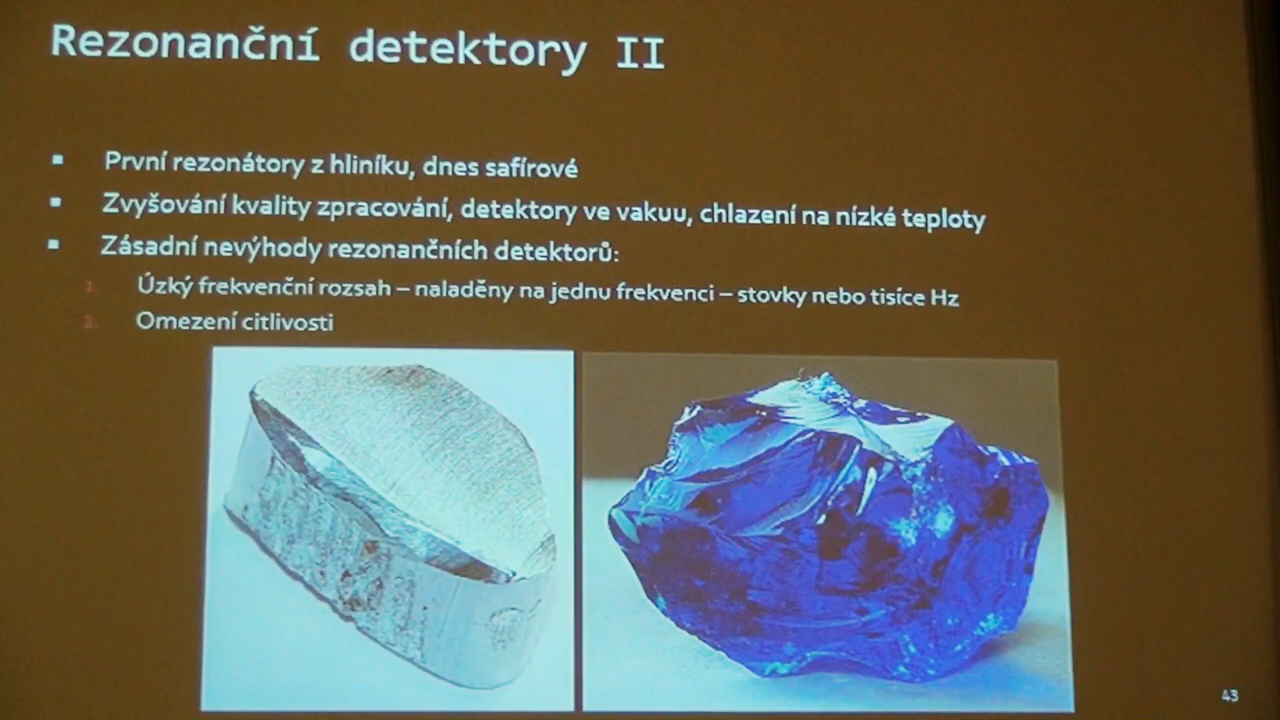 Rezonanční detektory II
▪ První rezonátory z hliníku, dnes safírové
▪ Zvyšování kvality zpracování, detektory ve vakuu, chlazení na nízké teploty
▪ Zásadní nevýhody rezonančních detektorů:
1. Úzký frekvenční rozsah – naladěny na jednu frekvenci – stovky nebo tisíce Hz
2. Omezení citlivosti
43